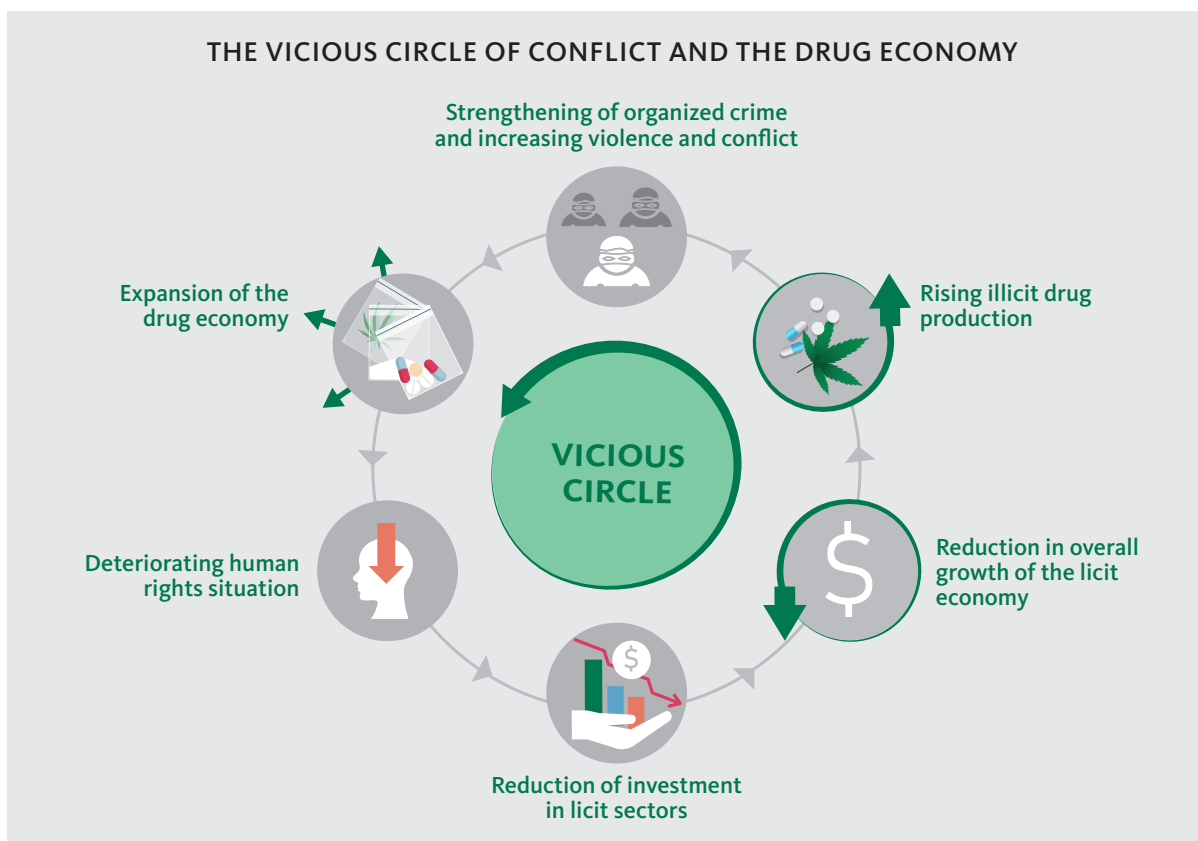 THE VICIOUS CIRCLE OF CONFLICT AND THE DRUG ECONOMY
Strengthening of organized crime
and increasing violence and conflict
Expansion of the
drug economy
Rising illicit drug
production
VICIOUS
CIRCLE
Deteriorating human
rights situation
Reduction in overall
growth of the licit
economy
$
$
Reduction of investment
in licit sectors